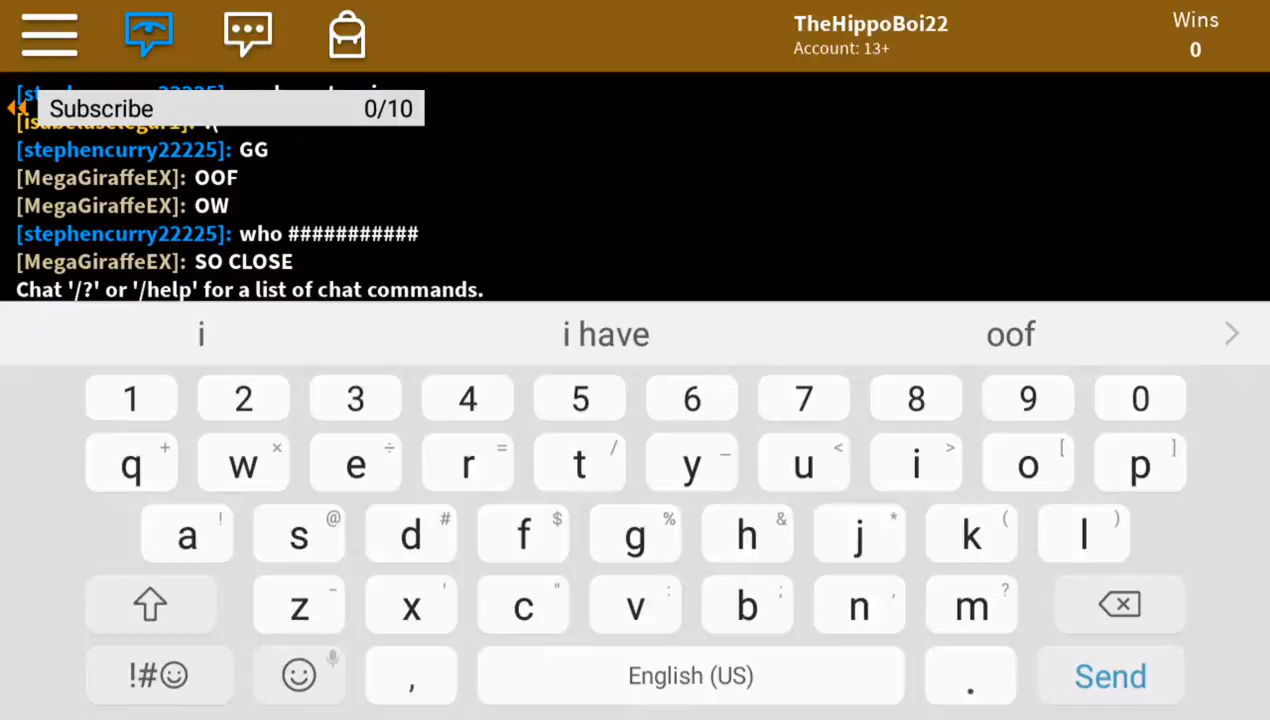 TheHippoBoi22
Account: 13+
Wins
0
Subscribe 0/10
[stephencurry22225]: GG
[MegaGiraffeEX]: OOF
[MegaGiraffeEX]: OW
[stephencurry22225]: who ###########
[MegaGiraffeEX]: SO CLOSE
Chat '/?' or '/help' for a list of chat commands.
i i have oof
1 2 3 4 5 6 7 8 9 0
q + w × e ÷ r = t / y _ u < i > o [ p ]
a ! s @ d # f $ g % h & j * k ( l )
z - x ' c " v : b ; n , m ?
!#☺ , English (US) . Send